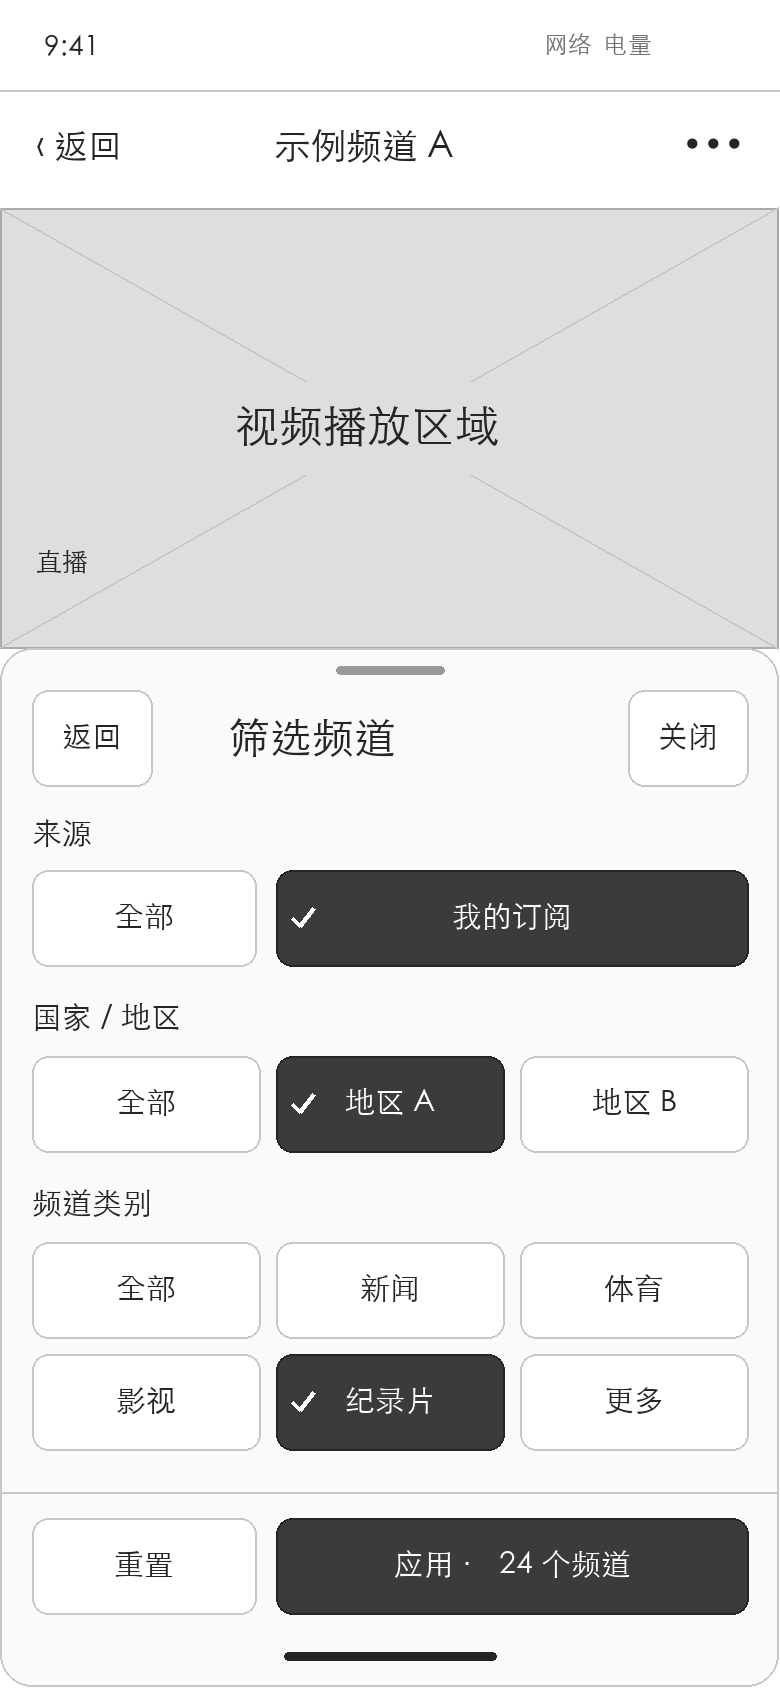 9:41 网络 电量
‹ 返回 示例频道 A •••
视频播放区域
直播
返回 筛选频道 关闭
来源
全部 我的订阅
国家 / 地区
全部 地区 A 地区 B
频道类别
全部 新闻 体育
影视 纪录片 更多
重置 应用 · 24 个频道